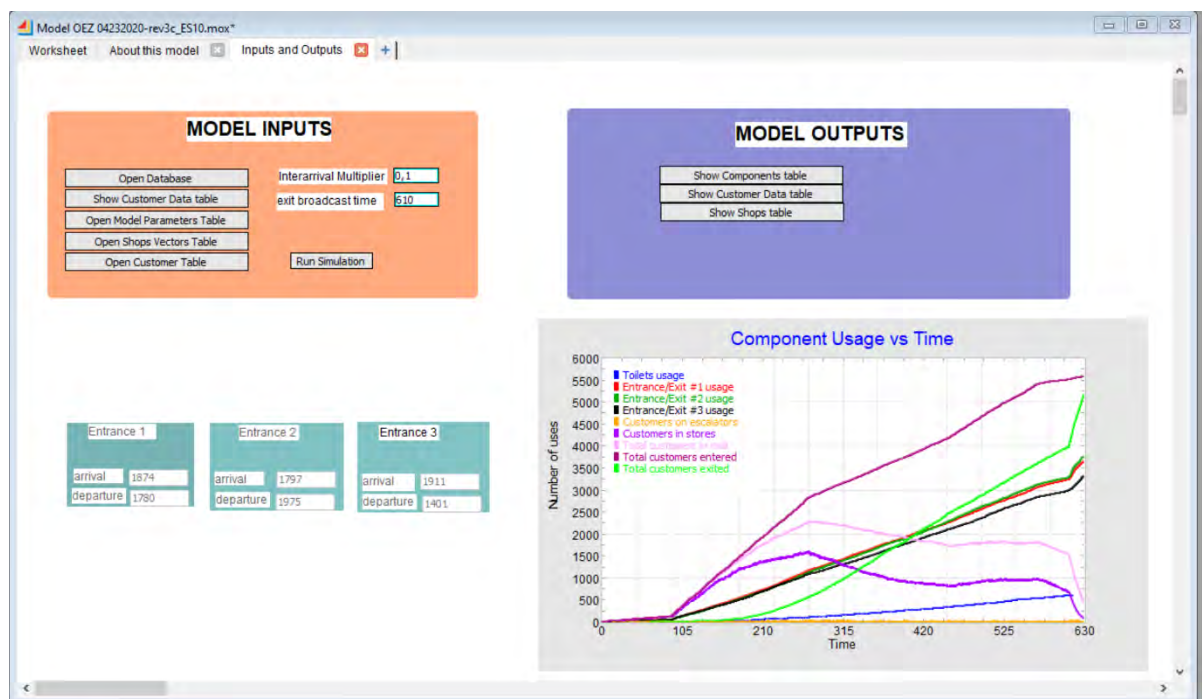 Model OEZ 04232020-rev3c_ES10.mox*
Worksheet About this model Inputs and Outputs +
MODEL INPUTS
Open Database
Show Customer Data table
Open Model Parameters Table
Open Shops Vectors Table
Open Customer Table
Interarrival Multiplier 0,1
exit broadcast time 610
Run Simulation
MODEL OUTPUTS
Show Components table
Show Customer Data table
Show Shops table
Entrance 1
arrival 1874
departure 1780
Entrance 2
arrival 1797
departure 1975
Entrance 3
arrival 1911
departure 1401
Component Usage vs Time
Number of uses
6000
5500
5000
4500
4000
3500
3000
2500
2000
1500
1000
500
0
Toilets usage
Entrance/Exit #1 usage
Entrance/Exit #2 usage
Entrance/Exit #3 usage
Customers on escalators
Customers in stores
Total customers in mall
Total customers entered
Total customers exited
0 105 210 315 420 525 630
Time